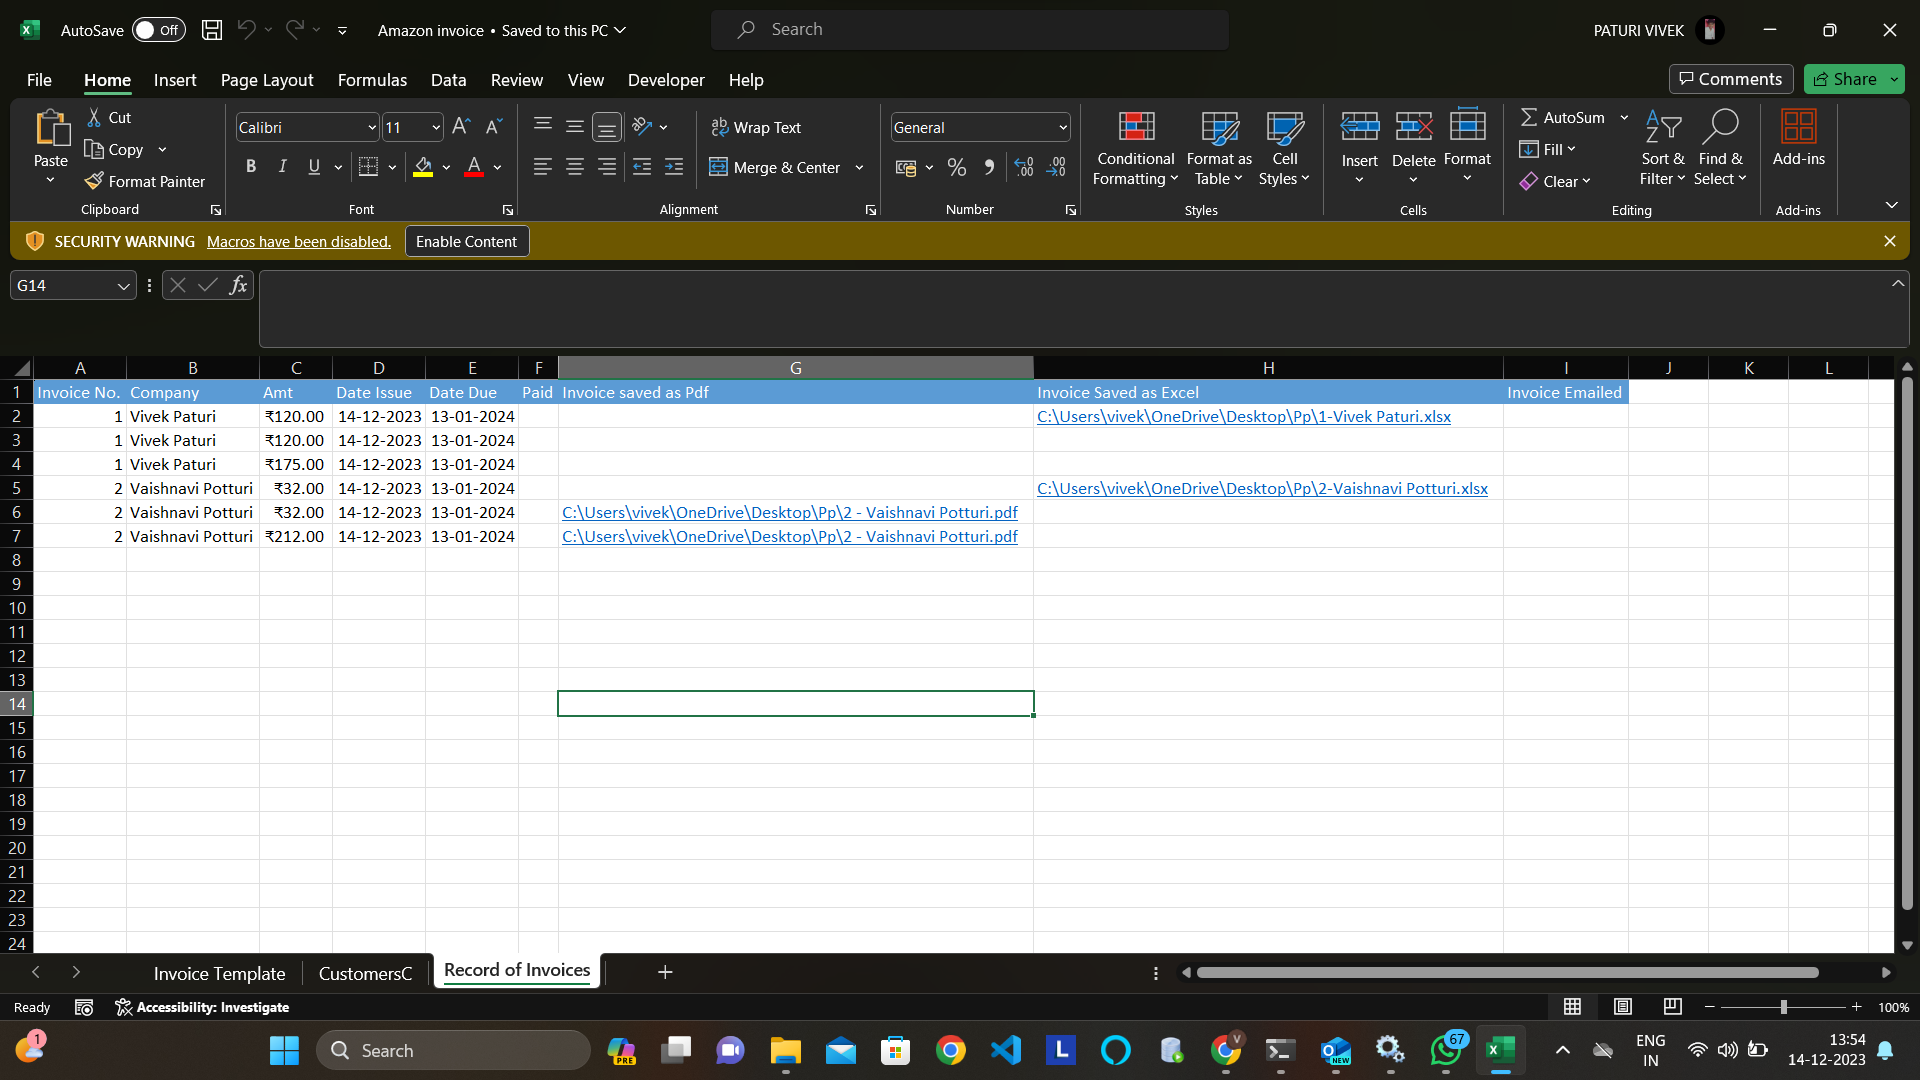 AutoSave Off Amazon invoice • Saved to this PC Search PATURI VIVEK
File Home Insert Page Layout Formulas Data Review View Developer Help Comments Share
Paste Cut Copy Format Painter Clipboard
Calibri 11 B I U A Font
Wrap Text Merge & Center Alignment
General % Number
Conditional Formatting Format as Table Cell Styles Styles
Insert Delete Format Cells
AutoSum Fill Clear Sort & Filter Find & Select Editing
Add-ins Add-ins
SECURITY WARNING Macros have been disabled. Enable Content
G14 fx
A B C D E F G H I J K L
1 Invoice No. Company Amt Date Issue Date Due Paid Invoice saved as Pdf Invoice Saved as Excel Invoice Emailed
2 1 Vivek Paturi ₹120.00 14-12-2023 13-01-2024 C:\Users\vivek\OneDrive\Desktop\Pp\1-Vivek Paturi.xlsx
3 1 Vivek Paturi ₹120.00 14-12-2023 13-01-2024
4 1 Vivek Paturi ₹175.00 14-12-2023 13-01-2024
5 2 Vaishnavi Potturi ₹32.00 14-12-2023 13-01-2024 C:\Users\vivek\OneDrive\Desktop\Pp\2-Vaishnavi Potturi.xlsx
6 2 Vaishnavi Potturi ₹32.00 14-12-2023 13-01-2024 C:\Users\vivek\OneDrive\Desktop\Pp\2 - Vaishnavi Potturi.pdf
7 2 Vaishnavi Potturi ₹212.00 14-12-2023 13-01-2024 C:\Users\vivek\OneDrive\Desktop\Pp\2 - Vaishnavi Potturi.pdf
8
9
10
11
12
13
14
15
16
17
18
19
20
21
22
23
24
Invoice Template CustomersC Record of Invoices
Ready Accessibility: Investigate 100%
1 Search PRE L V NEW 67 ENG 13:54
IN 14-12-2023